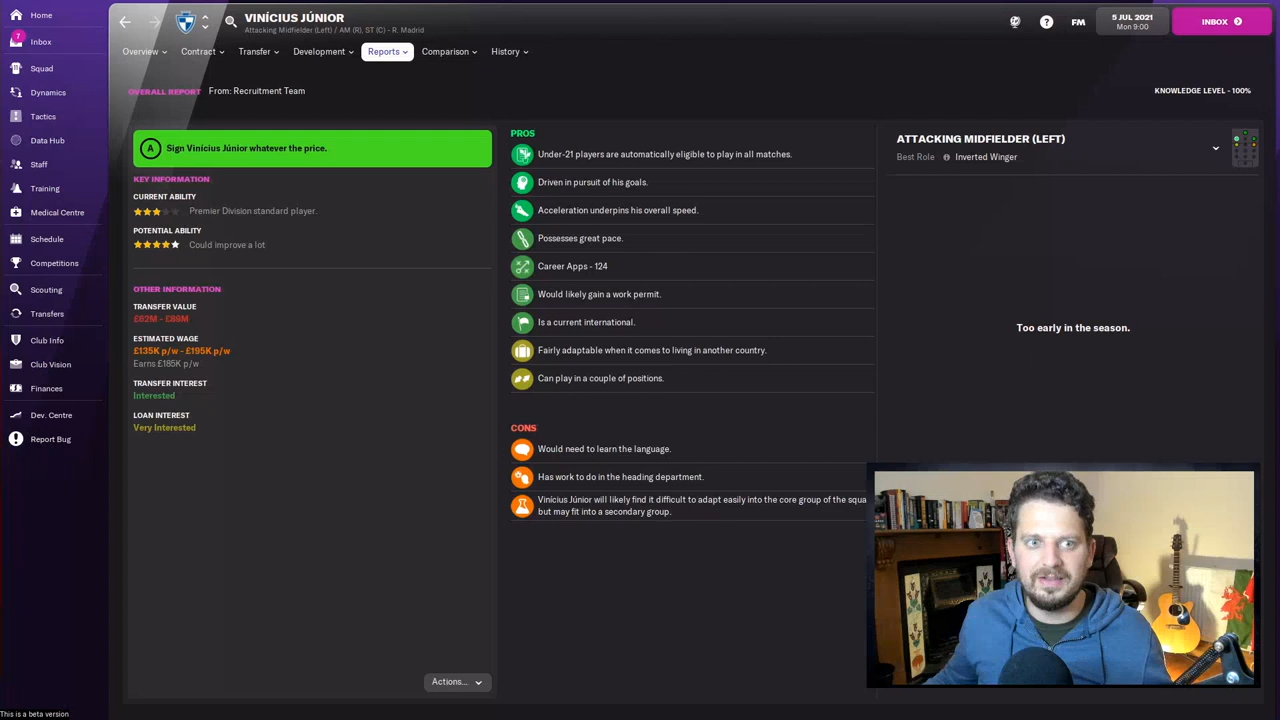 Home
7
Inbox
Squad
Dynamics
Tactics
Data Hub
Staff
Training
Medical Centre
Schedule
Competitions
Scouting
Transfers
Club Info
Club Vision
Finances
Dev. Centre
Report Bug
This is a beta version
VINÍCIUS JÚNIOR
Attacking Midfielder (Left) / AM (R), ST (C) - R. Madrid
FM
5 JUL 2021
Mon 9:00
INBOX
Overview
Contract
Transfer
Development
Reports
Comparison
History
OVERALL REPORT
From: Recruitment Team
KNOWLEDGE LEVEL - 100%
A
Sign Vinícius Júnior whatever the price.
KEY INFORMATION
CURRENT ABILITY
Premier Division standard player.
POTENTIAL ABILITY
Could improve a lot
OTHER INFORMATION
TRANSFER VALUE
£82M - £89M
ESTIMATED WAGE
£135K p/w - £195K p/w
Earns £185K p/w
TRANSFER INTEREST
Interested
LOAN INTEREST
Very Interested
Actions...
PROS
Under-21 players are automatically eligible to play in all matches.
Driven in pursuit of his goals.
Acceleration underpins his overall speed.
Possesses great pace.
Career Apps - 124
Would likely gain a work permit.
Is a current international.
Fairly adaptable when it comes to living in another country.
Can play in a couple of positions.
CONS
Would need to learn the language.
Has work to do in the heading department.
Vinícius Júnior will likely find it difficult to adapt easily into the core group of the squa
but may fit into a secondary group.
ATTACKING MIDFIELDER (LEFT)
Best Role
Inverted Winger
Too early in the season.